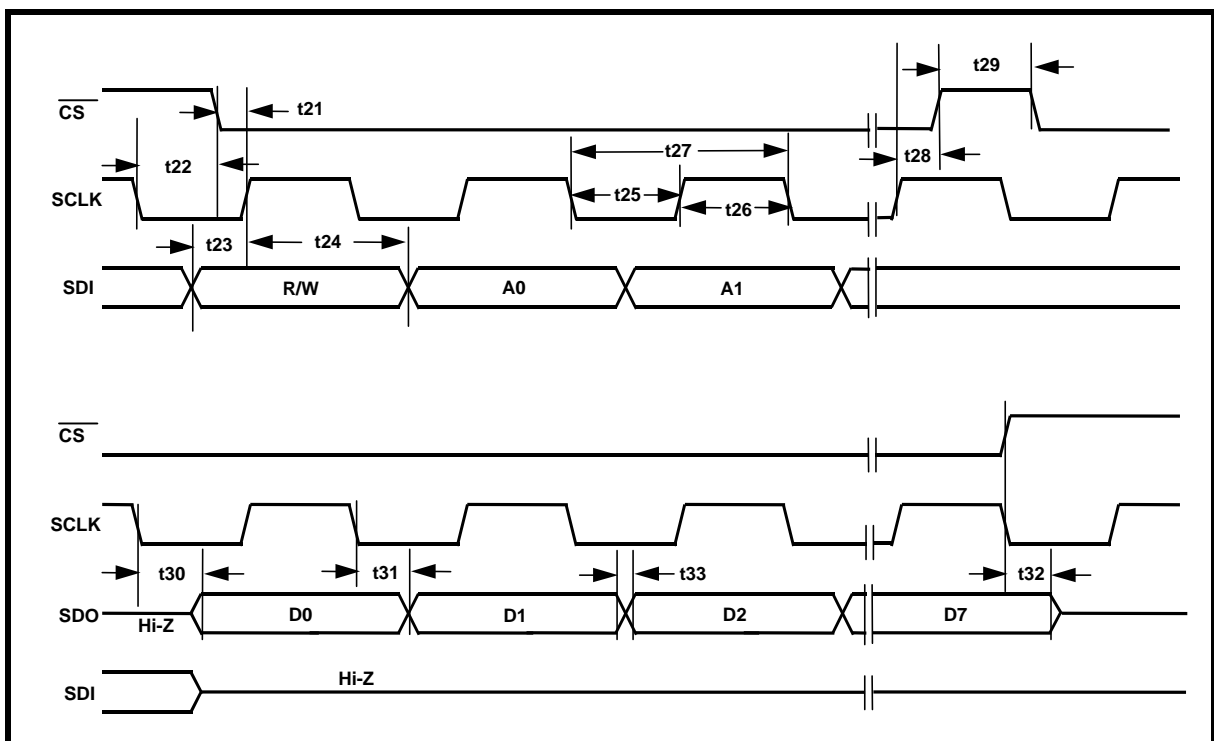 t29
CS
t21
t22
t28
t27
SCLK
t25
t26
t23
t24
SDI
R/W
A0
A1
CS
SCLK
t30
t31
t33
t32
SDO
Hi-Z
D0
D1
D2
D7
SDI
Hi-Z